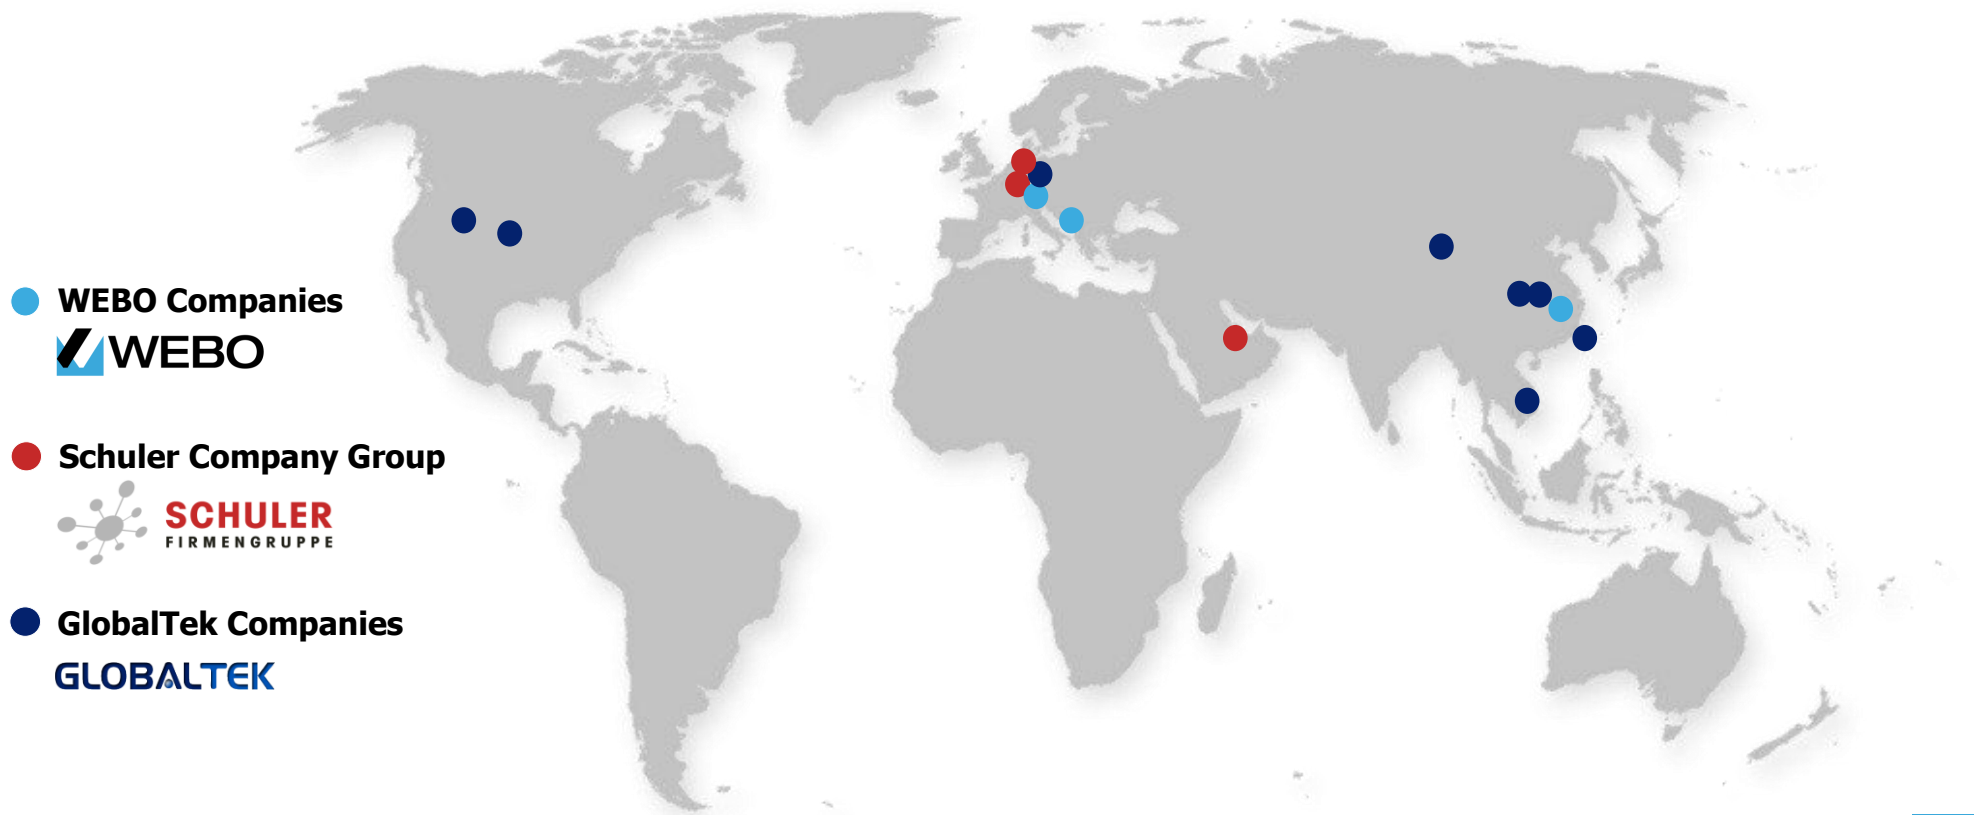 WEBO Companies
WEBO
Schuler Company Group
SCHULER
FIRMENGRUPPE
GlobalTek Companies
GLOBALTEK